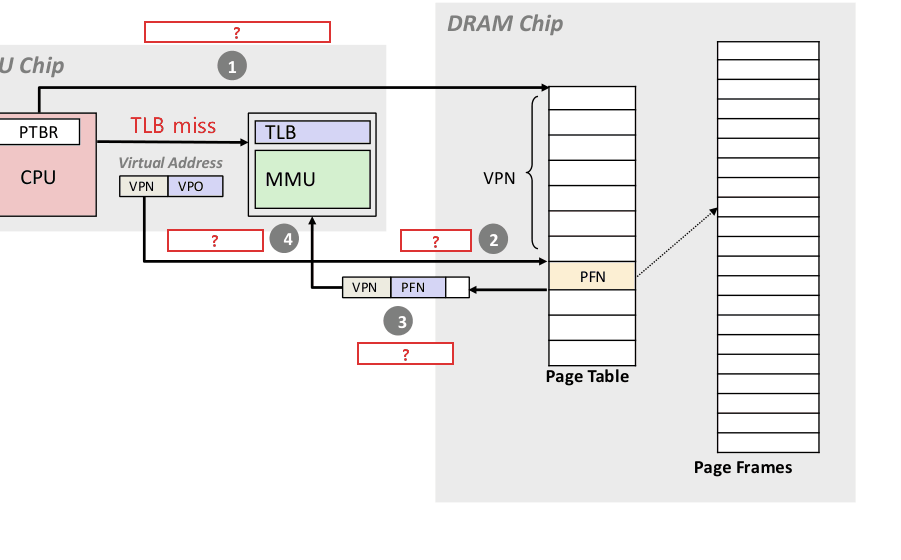 DRAM Chip
?
U Chip
1
PTBR
TLB miss
TLB
CPU
Virtual Address
MMU
VPN
VPN VPO
? 4
? 2
PFN
VPN PFN
3
?
Page Table
Page Frames